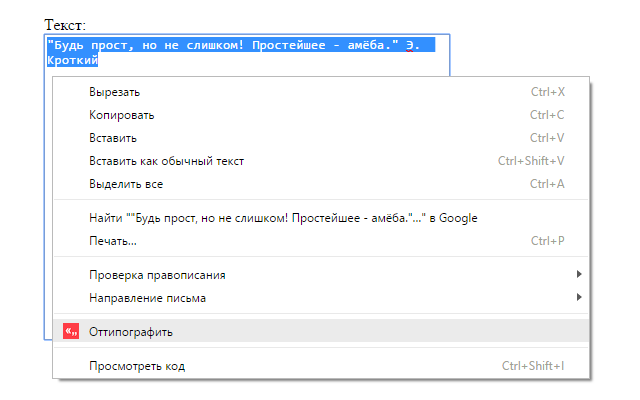 Текст:
"Будь прост, но не слишком! Простейшее - амёба." Э.
Кроткий
Вырезать Ctrl+X
Копировать Ctrl+C
Вставить Ctrl+V
Вставить как обычный текст Ctrl+Shift+V
Выделить все Ctrl+A
Найти ""Будь прост, но не слишком! Простейшее - амёба."..." в Google
Печать... Ctrl+P
Проверка правописания
Направление письма
«„ Оттипографить
Просмотреть код Ctrl+Shift+I